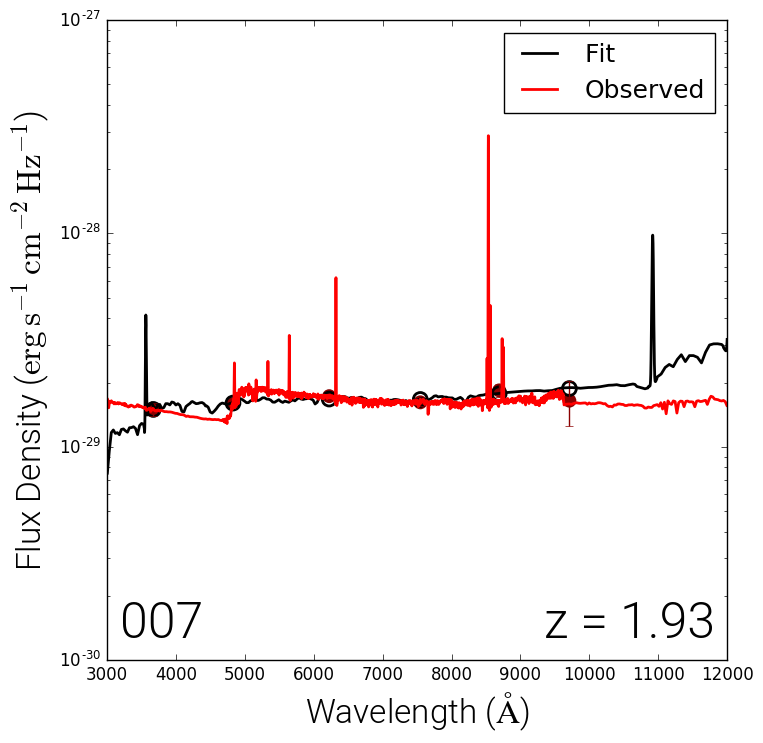 10^{-27}
Fit
Observed
10^{-28}
10^{-29}
Flux Density (erg s^{-1} cm^{-2} Hz^{-1})
007
z = 1.93
10^{-30}
3000 4000 5000 6000 7000 8000 9000 10000 11000 12000
Wavelength (Å)